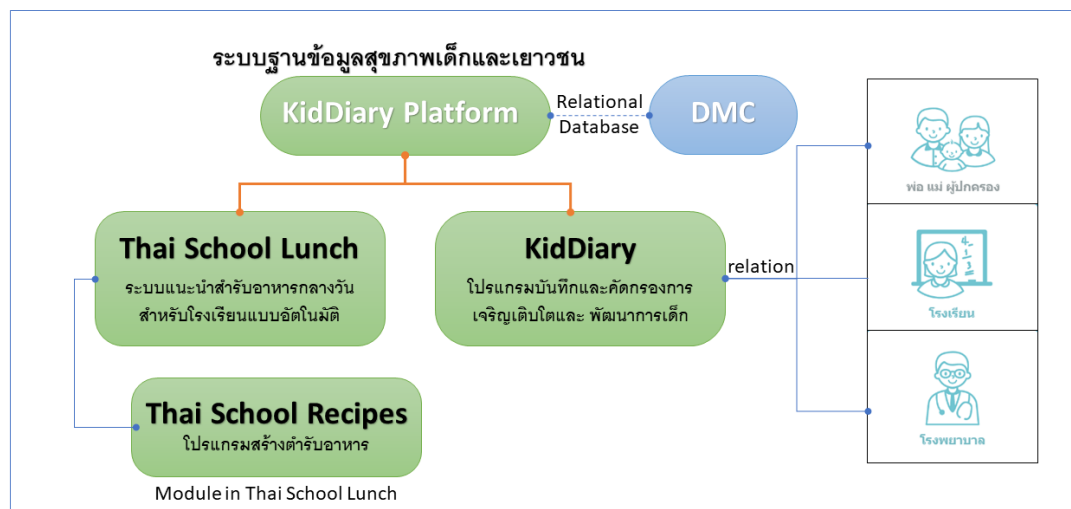 ระบบฐานข้อมูลสุขภาพเด็กและเยาวชน
KidDiary Platform
Relational
Database
DMC
พ่อ แม่ ผู้ปกครอง
Thai School Lunch
ระบบแนะนำสำรับอาหารกลางวัน
สำหรับโรงเรียนแบบอัตโนมัติ
KidDiary
โปรแกรมบันทึกและคัดกรองการ
เจริญเติบโตและ พัฒนาการเด็ก
relation
โรงเรียน
Thai School Recipes
โปรแกรมสร้างตำรับอาหาร
Module in Thai School Lunch
โรงพยาบาล